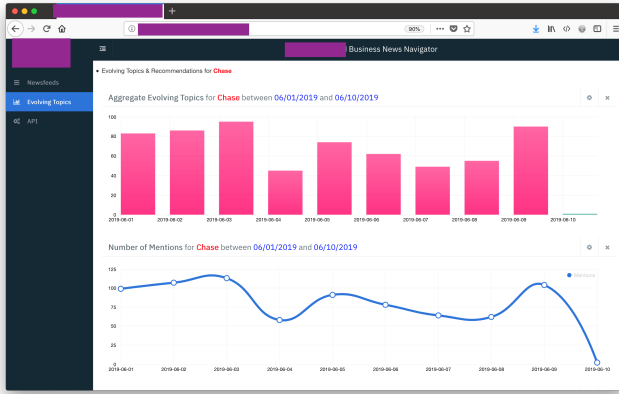 90%
Business News Navigator
• Evolving Topics & Recommendations for Chase
Newsfeeds
Evolving Topics
API
Aggregate Evolving Topics for Chase between 06/01/2019 and 06/10/2019
100
80
60
40
20
0
2019-06-01 2019-06-02 2019-06-03 2019-06-04 2019-06-05 2019-06-06 2019-06-07 2019-06-08 2019-06-09 2019-06-10
Number of Mentions for Chase between 06/01/2019 and 06/10/2019
Mentions
125
100
75
50
25
0
2019-06-01 2019-06-02 2019-06-03 2019-06-04 2019-06-05 2019-06-06 2019-06-07 2019-06-08 2019-06-09 2019-06-10